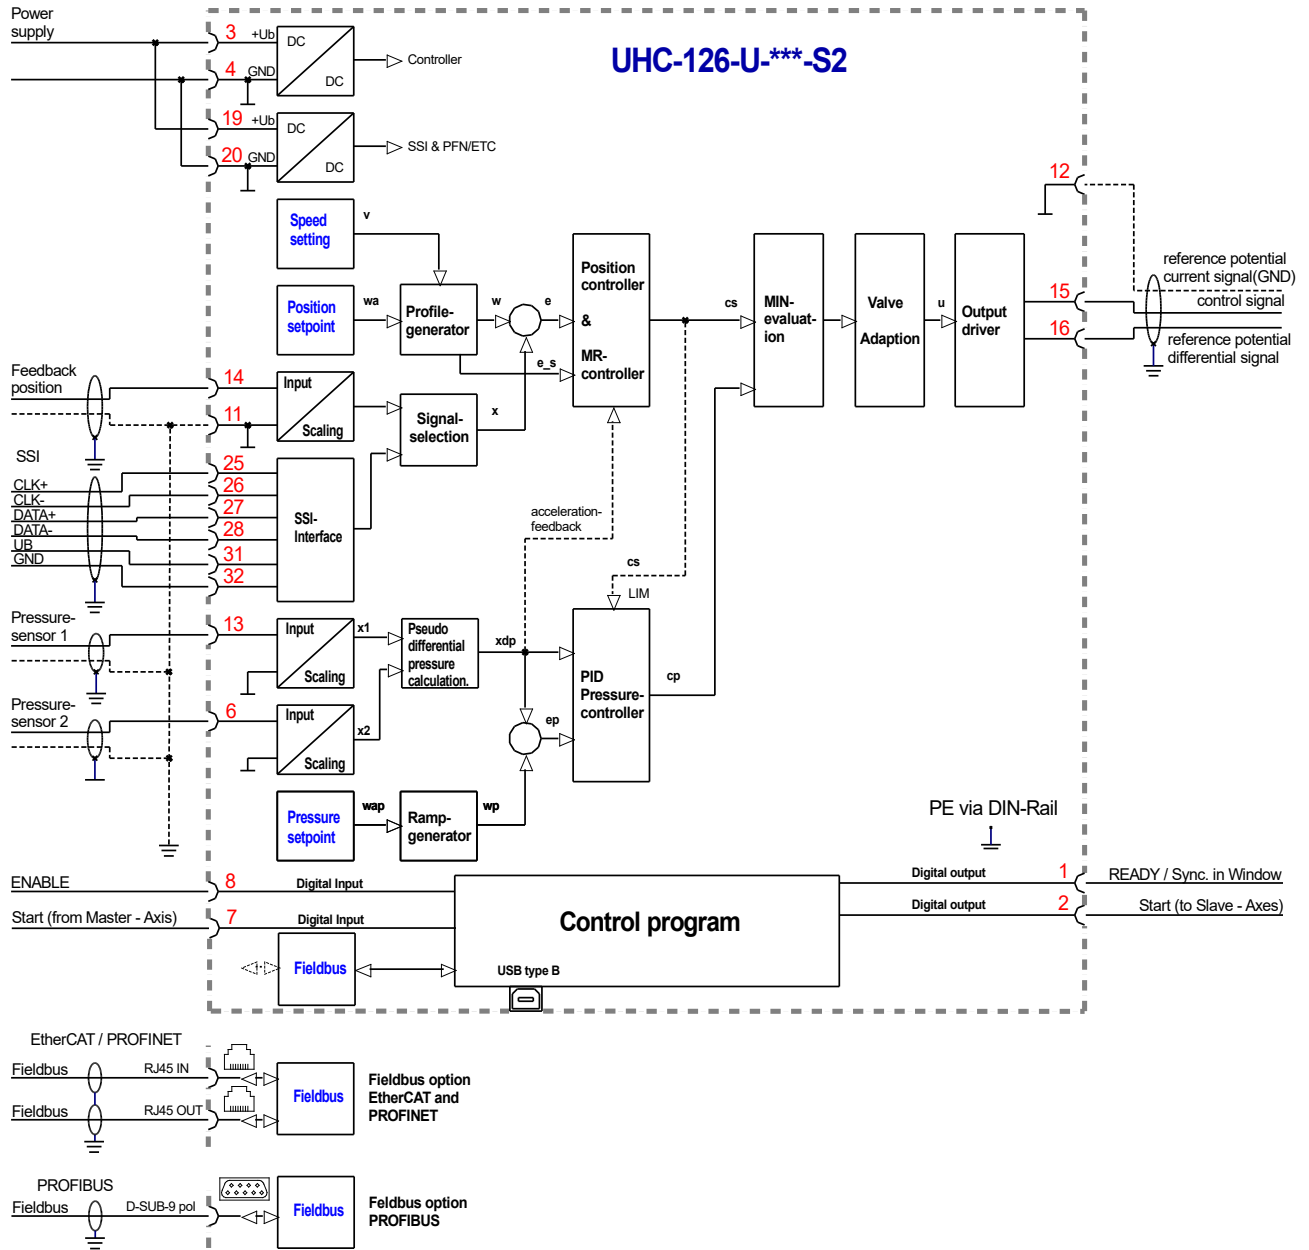 Power
supply
3
+Ub
DC
DC
Controller
4
GND
UHC-126-U-***-S2
19
+Ub
DC
DC
SSI & PFN/ETC
20
GND
12
Speed
setting
v
Position
setpoint
wa
Profile-
generator
w
e
e_s
Position
controller
&
MR-
controller
cs
MIN-
evaluat-
ion
Valve
Adaption
u
Output
driver
15
16
reference potential
current signal(GND)
control signal
reference potential
differential signal
Feedback
position
14
11
Input
Scaling
Signal-
selection
x
SSI
CLK+
CLK-
DATA+
DATA-
UB
GND
25
26
27
28
31
32
SSI-
Interface
acceleration-
feedback
cs
LIM
Pressure-
sensor 1
13
Input
Scaling
x1
Pseudo
differential
pressure
calculation.
xdp
PID
Pressure-
controller
cp
Pressure-
sensor 2
6
Input
Scaling
x2
ep
Pressure
setpoint
wap
Ramp-
generator
wp
PE via DIN-Rail
ENABLE
8
Digital Input
Start (from Master - Axis)
7
Digital Input
Control program
Digital output
1
READY / Sync. in Window
Digital output
2
Start (to Slave - Axes)
Fieldbus
USB type B
EtherCAT / PROFINET
Fieldbus
RJ45 IN
Fieldbus
RJ45 OUT
Fieldbus
Fieldbus option
EtherCAT and
PROFINET
PROFIBUS
Fieldbus
D-SUB-9 pol
Fieldbus
Feldbus option
PROFIBUS